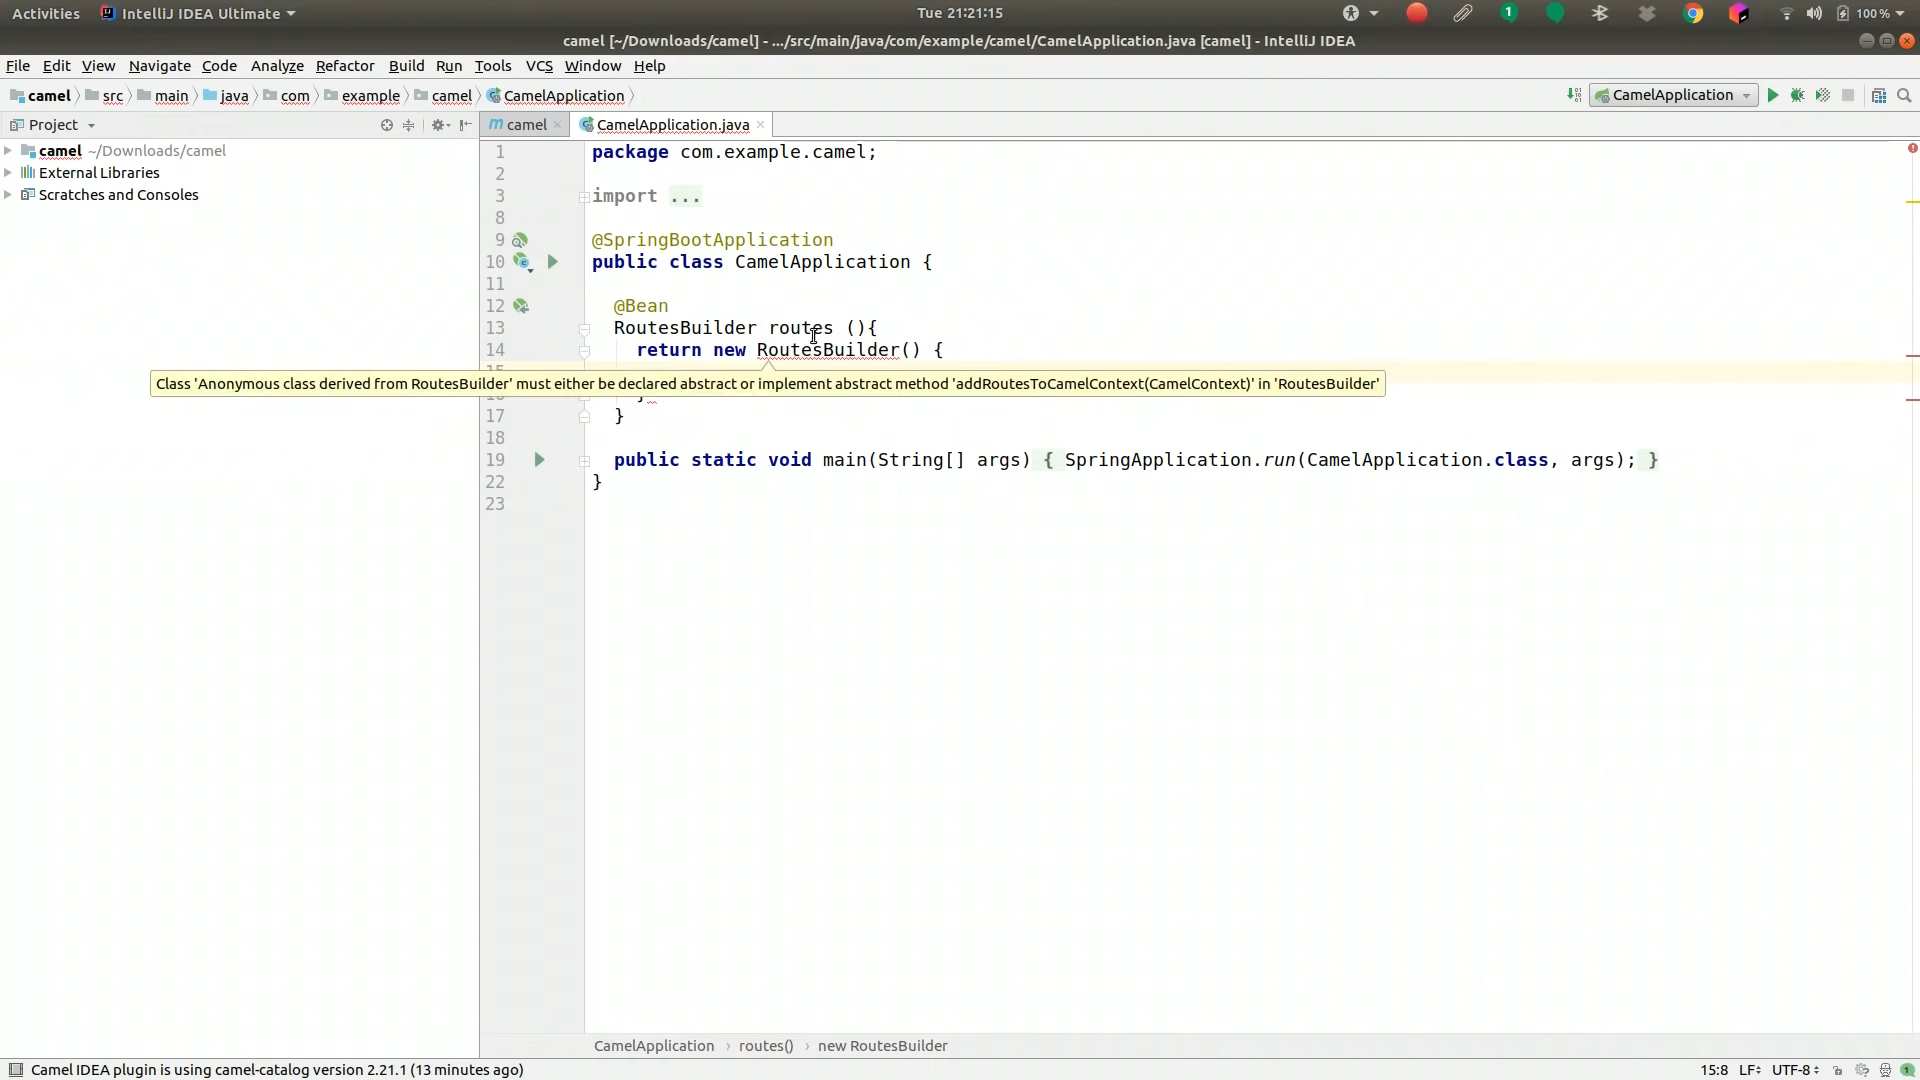 Activities IntelliJ IDEA Ultimate Tue 21:21:15 1 100 %
camel [~/Downloads/camel] - .../src/main/java/com/example/camel/CamelApplication.java [camel] - IntelliJ IDEA
File Edit View Navigate Code Analyze Refactor Build Run Tools VCS Window Help
camel src main java com example camel CamelApplication CamelApplication
Project m camel CamelApplication.java
camel ~/Downloads/camel
External Libraries
Scratches and Consoles
1 package com.example.camel;
2
3 import ...
8
9 @SpringBootApplication
10 public class CamelApplication {
11
12 @Bean
13 RoutesBuilder routes (){
14 return new RoutesBuilder() {
Class 'Anonymous class derived from RoutesBuilder' must either be declared abstract or implement abstract method 'addRoutesToCamelContext(CamelContext)' in 'RoutesBuilder'
17 }
18
19 public static void main(String[] args) { SpringApplication.run(CamelApplication.class, args); }
22 }
23
CamelApplication › routes() › new RoutesBuilder
Camel IDEA plugin is using camel-catalog version 2.21.1 (13 minutes ago) 15:8 LF UTF-8 1